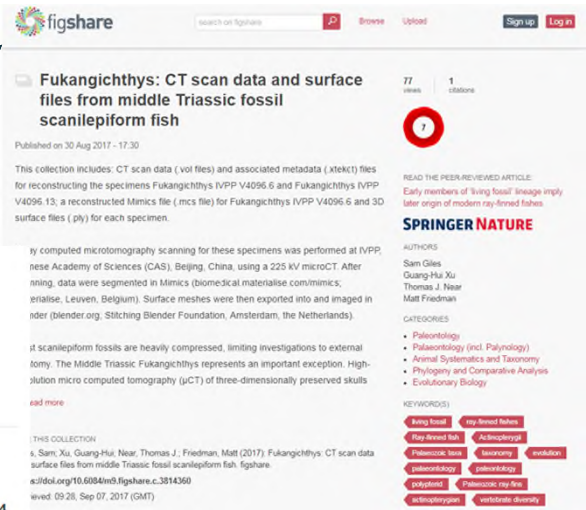 figshare
search on figshare
Browse
Upload
Sign up
Log in
Fukangichthys: CT scan data and surface
files from middle Triassic fossil
scanilepiform fish
Published on 30 Aug 2017 - 17:30
This collection includes: CT scan data (.vol files) and associated metadata (.xtekct) files
for reconstructing the specimens Fukangichthys IVPP V4096.6 and Fukangichthys IVPP
V4096.13; a reconstructed Mimics file (.mcs file) for Fukangichthys IVPP V4096.6 and 3D
surface files (.ply) for each specimen.
ay computed microtomography scanning for these specimens was performed at IVPP,
nese Academy of Sciences (CAS), Beijing, China, using a 225 kV microCT. After
nning, data were segmented in Mimics (biomedical.materialise.com/mimics;
erialise, Leuven, Belgium). Surface meshes were then exported into and imaged in
nder (blender.org, Stitching Blender Foundation, Amsterdam, the Netherlands).
st scanilepiform fossils are heavily compressed, limiting investigations to external
tomy. The Middle Triassic Fukangichthys represents an important exception. High-
olution micro computed tomography (μCT) of three-dimensionally preserved skulls
ead more
THIS COLLECTION
s, Sam; Xu, Guang-Hui; Near, Thomas J.; Friedman, Matt (2017): Fukangichthys: CT scan data
surface files from middle Triassic fossil scanilepiform fish. figshare.
s://doi.org/10.6084/m9.figshare.c.3814360
ieved: 09:28, Sep 07, 2017 (GMT)
77
views
1
citations
7
READ THE PEER-REVIEWED ARTICLE:
Early members of 'living fossil' lineage imply
later origin of modern ray-finned fishes
SPRINGER NATURE
AUTHORS
Sam Giles
Guang-Hui Xu
Thomas J. Near
Matt Friedman
CATEGORIES
• Paleontology
• Palaeontology (incl. Palynology)
• Animal Systematics and Taxonomy
• Phylogeny and Comparative Analysis
• Evolutionary Biology
KEYWORD(S)
living fossil
ray-finned fishes
Ray-finned fish
Actinopterygii
Palaeozoic taxa
taxonomy
evolution
palaeontology
paleontology
polypterid
Palaeozoic ray-fins
actinopterygian
vertebrate diversity